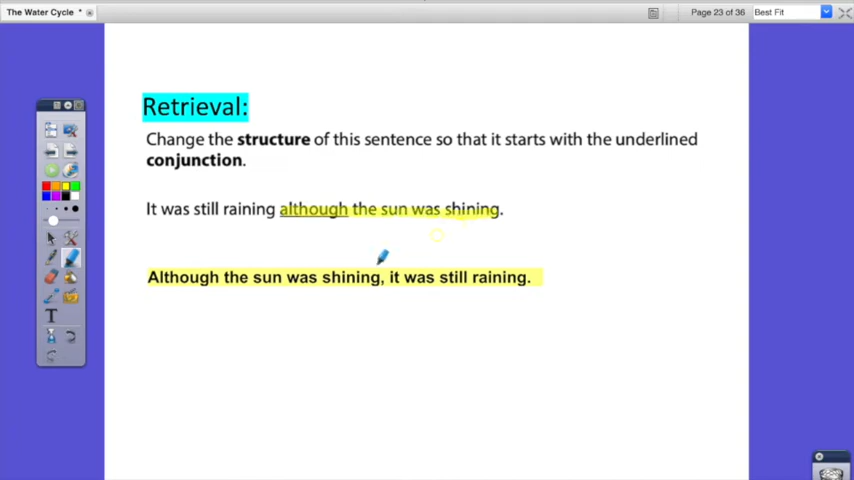 The Water Cycle *
Page 23 of 36
Best Fit
Retrieval:
Change the structure of this sentence so that it starts with the underlined
conjunction.
It was still raining although the sun was shining.
Although the sun was shining, it was still raining.
T